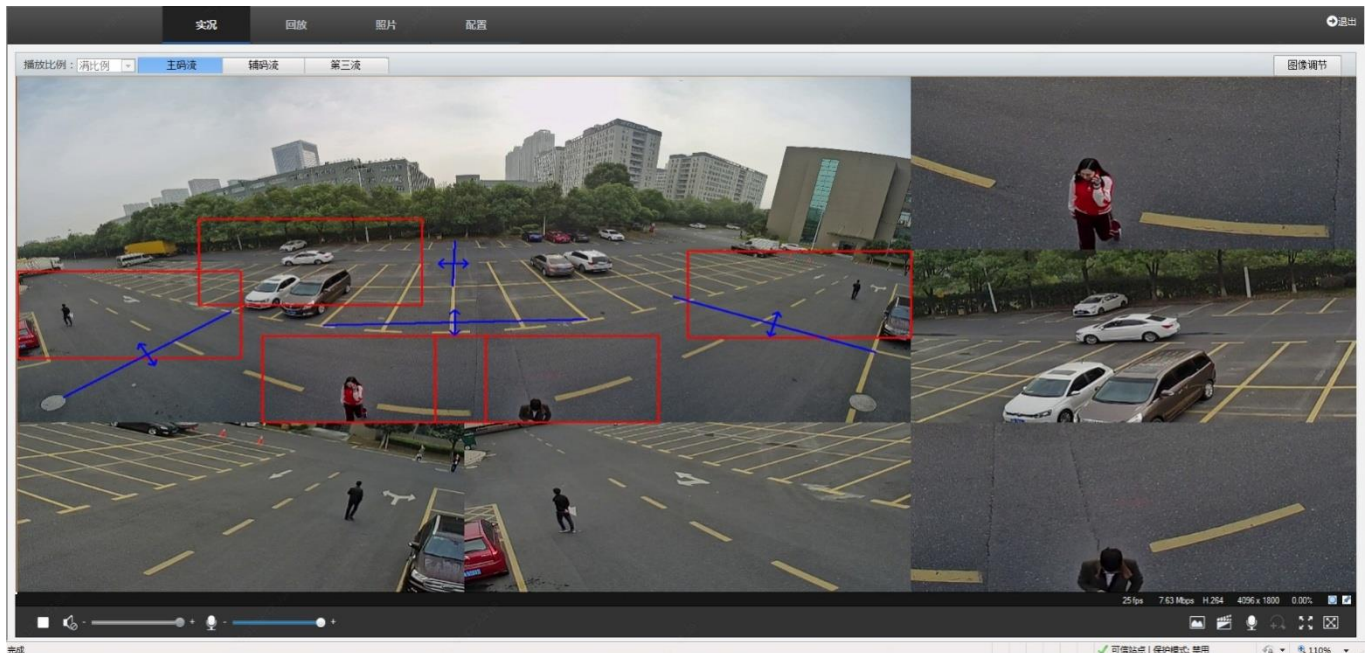 实况 回放 照片 配置 退出
播放比例： 满比例 主码流 辅码流 第三流 图像调节
25 fps 7.63 Mbps H.264 4096 x 1800 0.00%
- + - +
完成 可信站点 | 保护模式: 禁用 110%